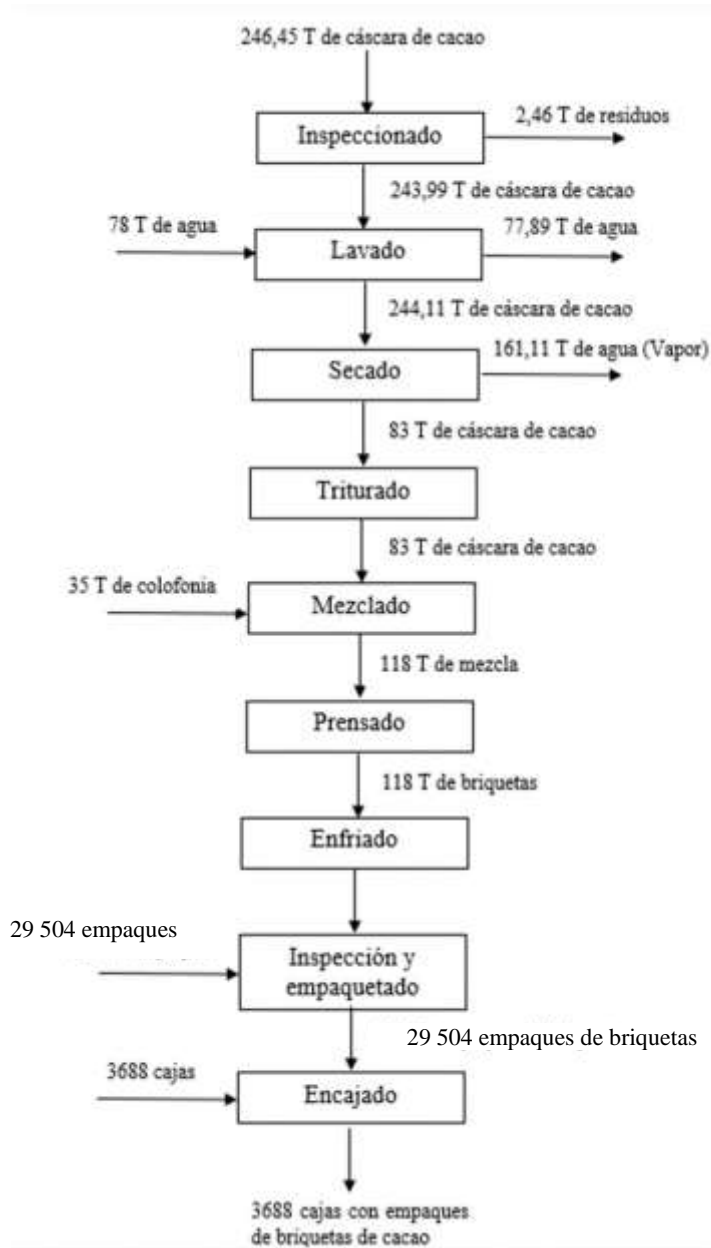 246,45 T de cáscara de cacao
Inspeccionado
2,46 T de residuos
243,99 T de cáscara de cacao
78 T de agua
Lavado
77,89 T de agua
244,11 T de cáscara de cacao
Secado
161,11 T de agua (Vapor)
83 T de cáscara de cacao
Triturado
83 T de cáscara de cacao
35 T de colofonia
Mezclado
118 T de mezcla
Prensado
118 T de briquetas
Enfriado
29 504 empaques
Inspección y
empaquetado
29 504 empaques de briquetas
3688 cajas
Encajado
3688 cajas con empaques
de briquetas de cacao